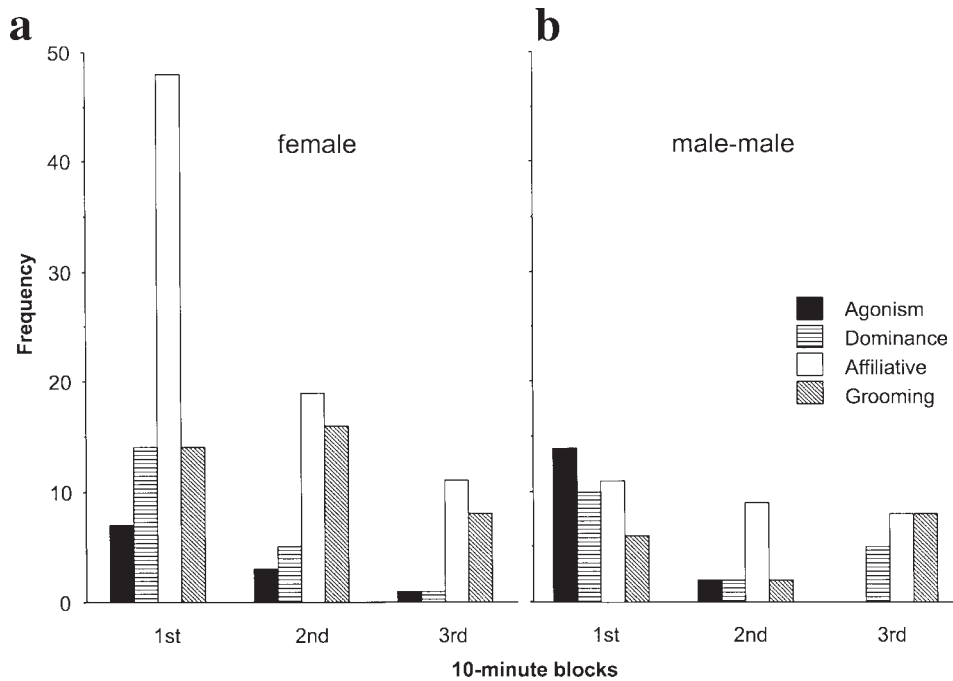 a
b
50
female
male-male
40
30
Frequency
Agonism
Dominance
Affiliative
Grooming
20
10
0
1st 2nd 3rd 1st 2nd 3rd
10-minute blocks